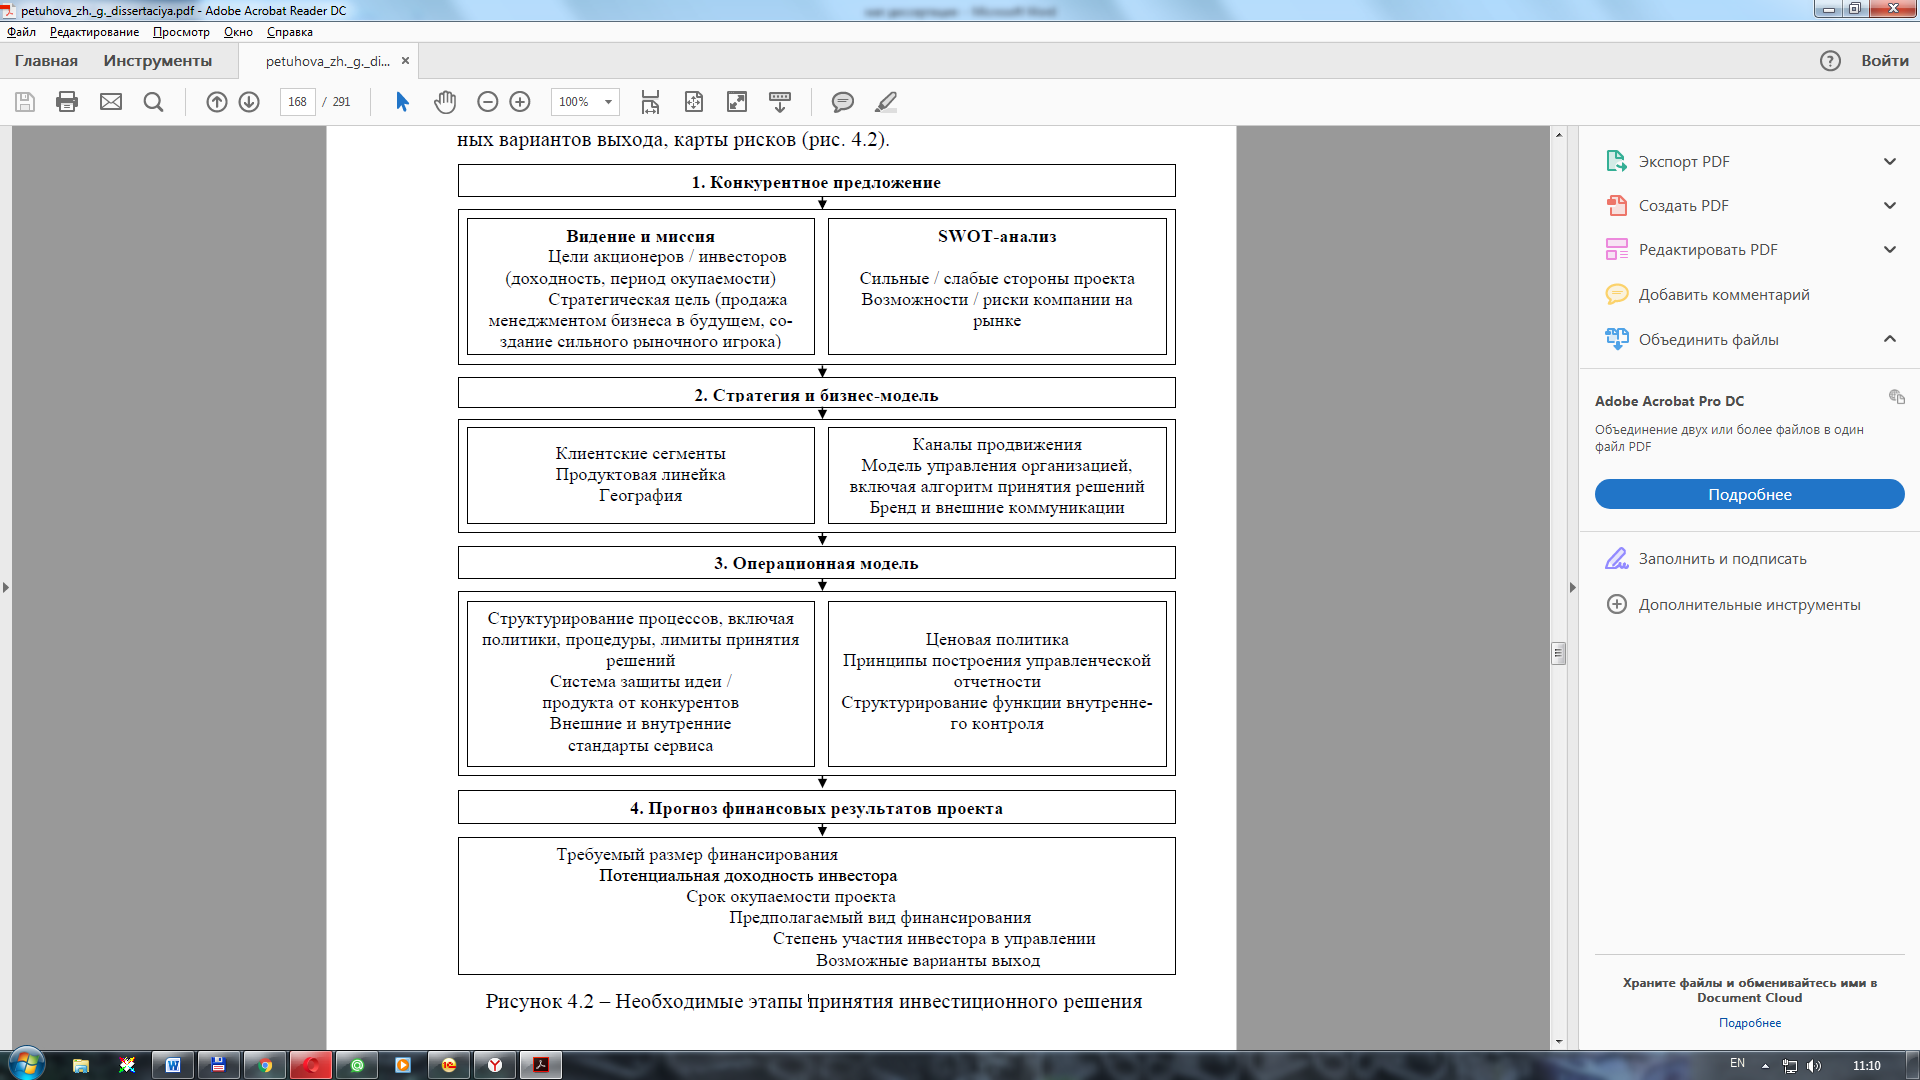 petuhova_zh._g._dissertaciya.pdf - Adobe Acrobat Reader DC
Файл Редактирование Просмотр Окно Справка
Главная Инструменты petuhova_zh._g._di... × Войти
168 / 291 100%
ных вариантов выхода, карты рисков (рис. 4.2).
1. Конкурентное предложение
Видение и миссия
Цели акционеров / инвесторов
(доходность, период окупаемости)
Стратегическая цель (продажа
менеджментом бизнеса в будущем, со-
здание сильного рыночного игрока)
SWOT-анализ
Сильные / слабые стороны проекта
Возможности / риски компании на
рынке
2. Стратегия и бизнес-модель
Клиентские сегменты
Продуктовая линейка
География
Каналы продвижения
Модель управления организацией,
включая алгоритм принятия решений
Бренд и внешние коммуникации
3. Операционная модель
Структурирование процессов, включая
политики, процедуры, лимиты принятия
решений
Система защиты идеи /
продукта от конкурентов
Внешние и внутренние
стандарты сервиса
Ценовая политика
Принципы построения управленческой
отчетности
Структурирование функции внутренне-
го контроля
4. Прогноз финансовых результатов проекта
Требуемый размер финансирования
Потенциальная доходность инвестора
Срок окупаемости проекта
Предполагаемый вид финансирования
Степень участия инвестора в управлении
Возможные варианты выход
Рисунок 4.2 – Необходимые этапы принятия инвестиционного решения
Экспорт PDF
Создать PDF
Редактировать PDF
Добавить комментарий
Объединить файлы
Adobe Acrobat Pro DC
Объединение двух или более файлов в один
файл PDF
Подробнее
Заполнить и подписать
Дополнительные инструменты
Храните файлы и обменивайтесь ими в
Document Cloud
Подробнее
EN 11:10